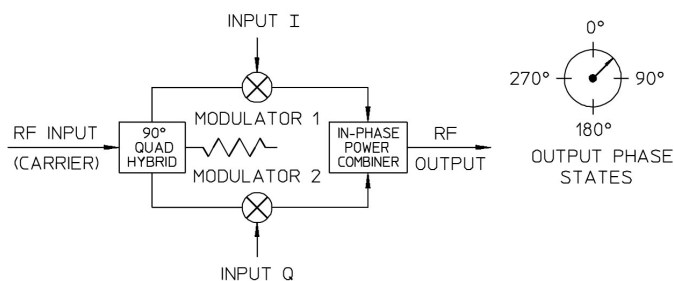 INPUT I
0°
MODULATOR 1
270°
90°
RF INPUT
(CARRIER)
90°
QUAD
HYBRID
IN-PHASE
POWER
COMBINER
RF
OUTPUT
180°
OUTPUT PHASE
STATES
MODULATOR 2
INPUT Q